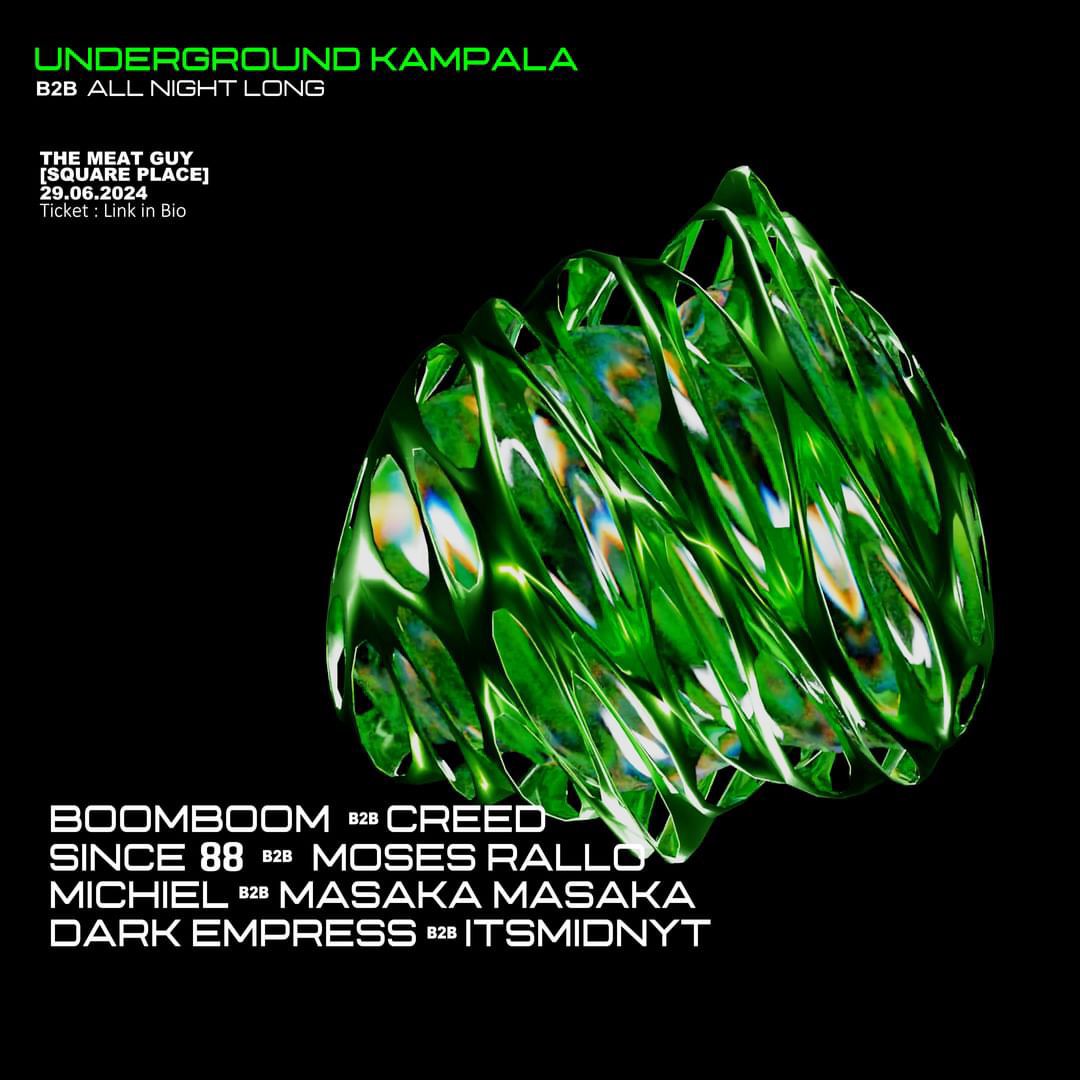 UNDERGROUND KAMPALA
B2B ALL NIGHT LONG
THE MEAT GUY
[SQUARE PLACE]
29.06.2024
Ticket : Link in Bio
BOOMBOOM B2B CREED
SINCE 88 B2B MOSES RALLO
MICHIEL B2B MASAKA MASAKA
DARK EMPRESS B2B ITSMIDNYT